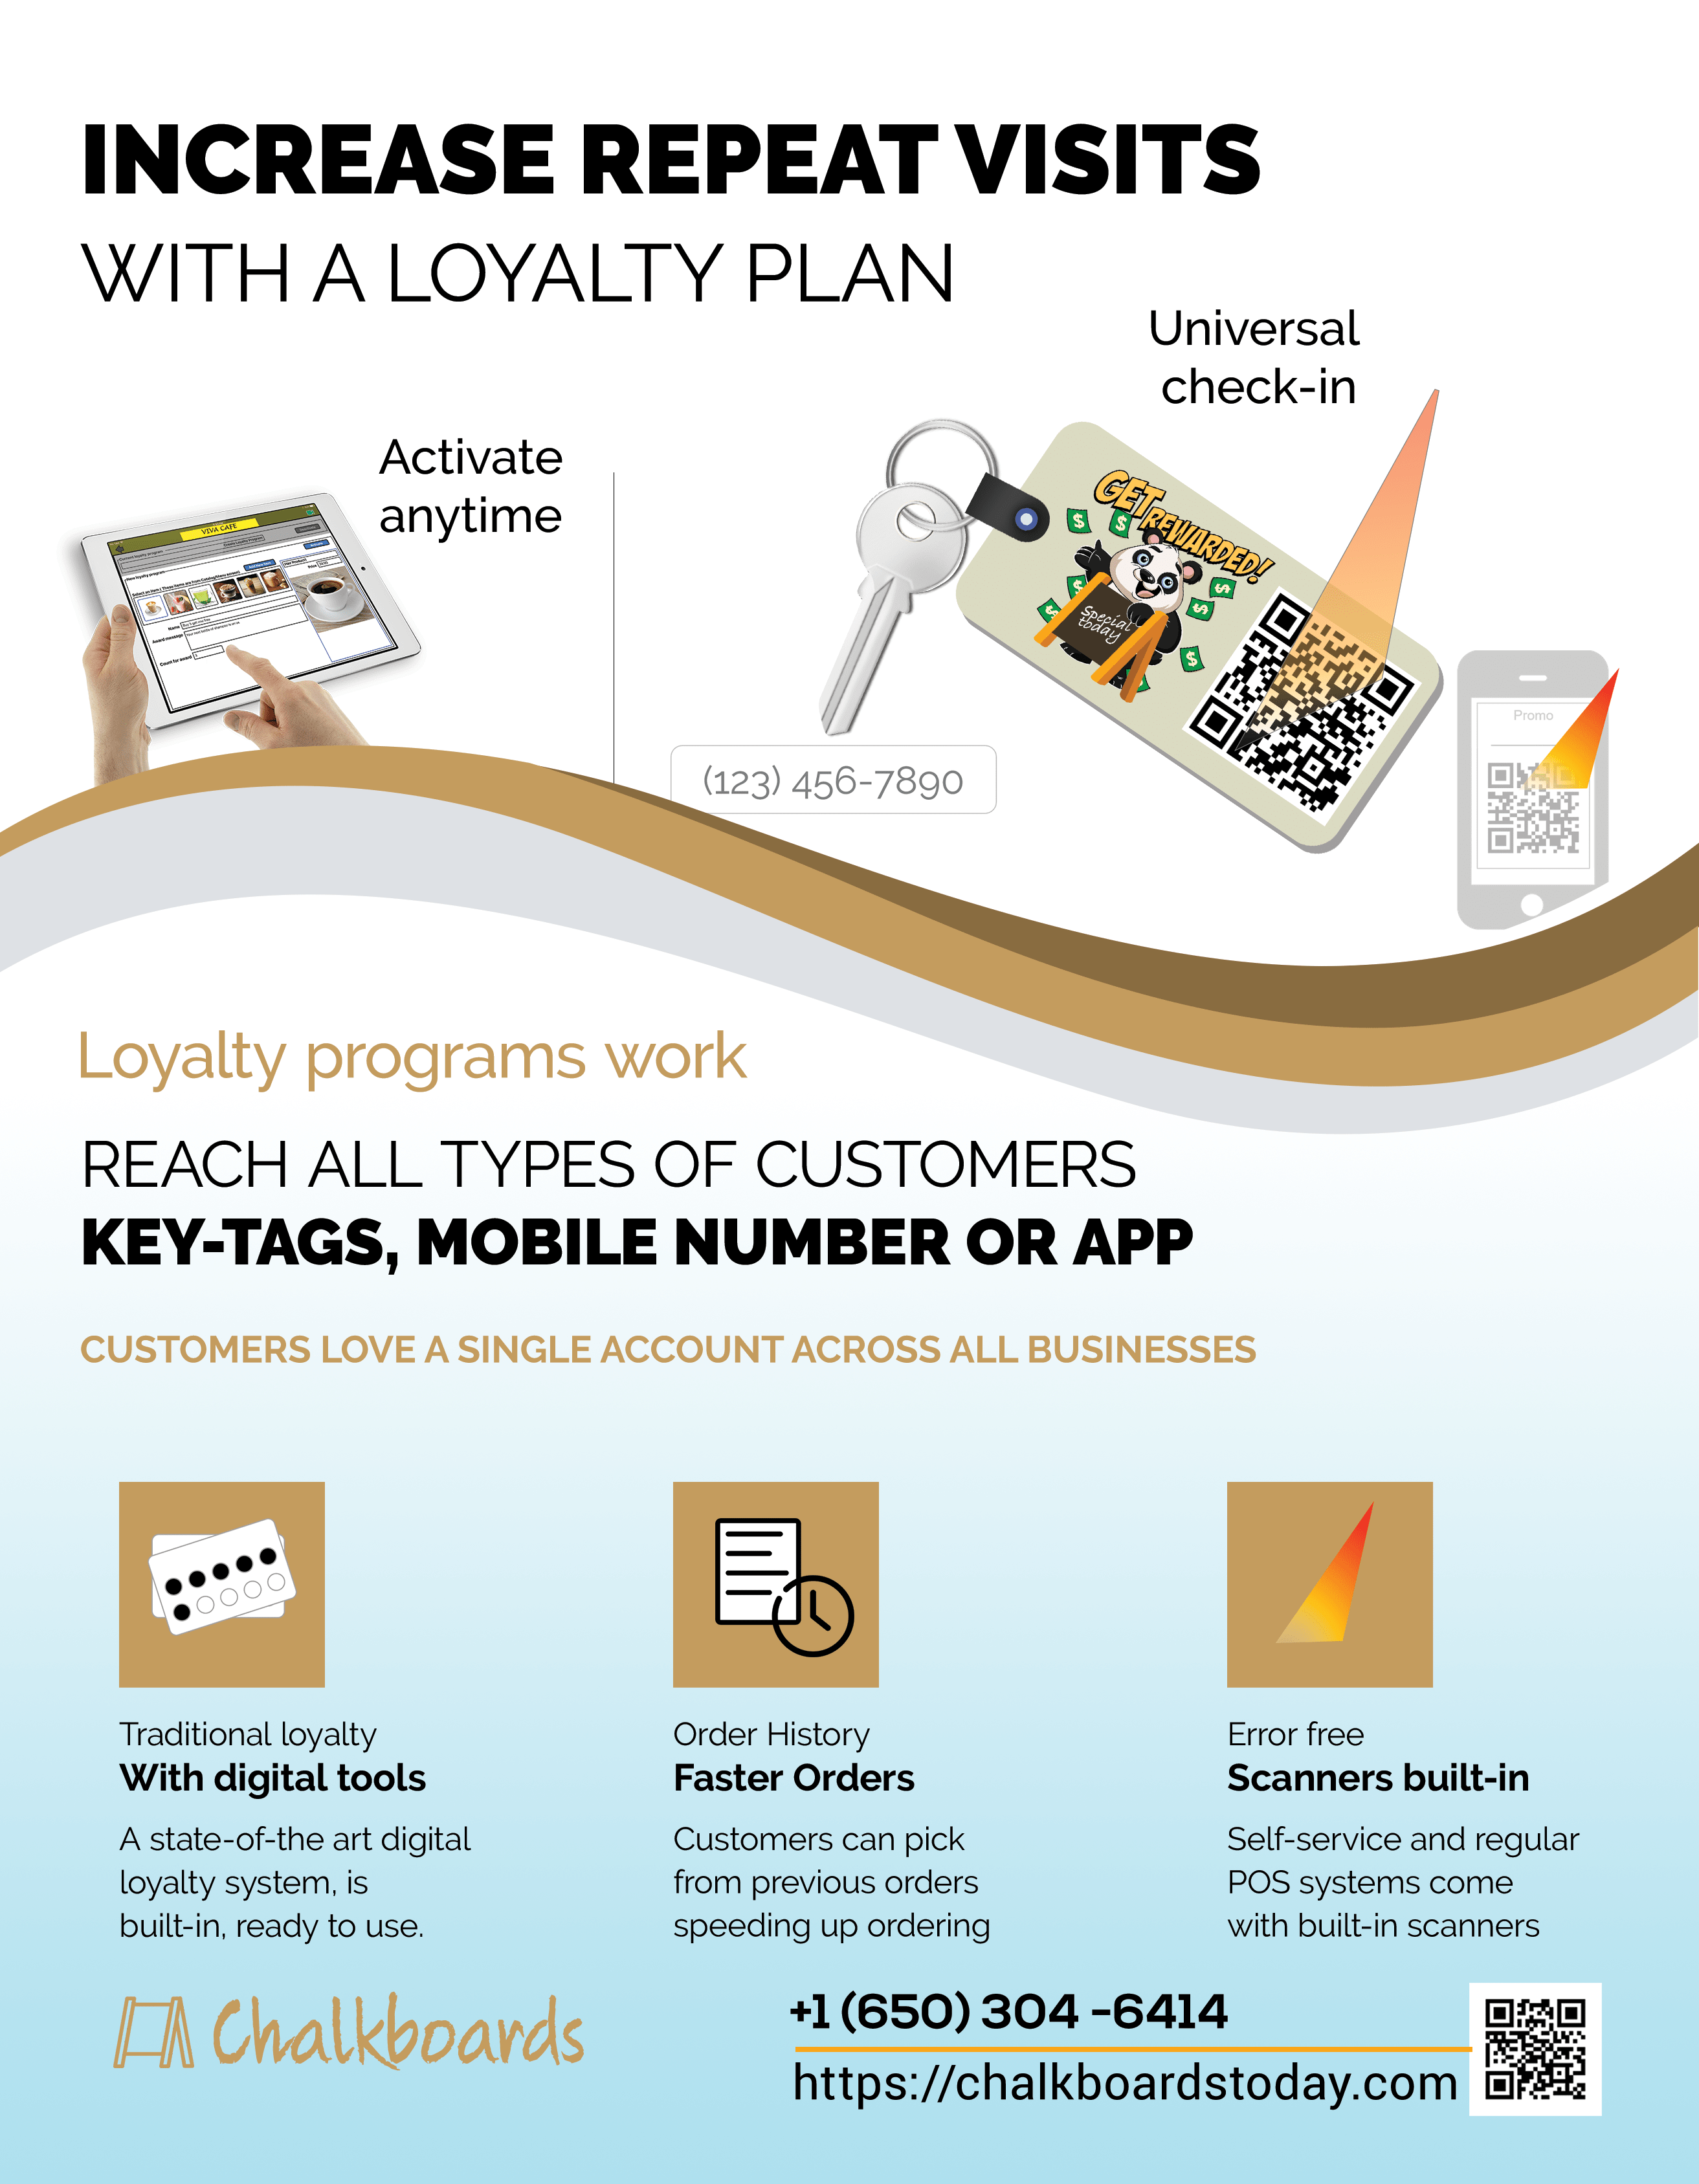 INCREASE REPEAT VISITS
WITH A LOYALTY PLAN
Universal
check-in
Activate
anytime
VIVA CAFE
GET
REWARDED!
Special
today
Promo
(123) 456-7890
Loyalty programs work
REACH ALL TYPES OF CUSTOMERS
KEY-TAGS, MOBILE NUMBER OR APP
CUSTOMERS LOVE A SINGLE ACCOUNT ACROSS ALL BUSINESSES
Traditional loyalty
With digital tools
A state-of-the art digital
loyalty system, is
built-in, ready to use.
Order History
Faster Orders
Customers can pick
from previous orders
speeding up ordering
Error free
Scanners built-in
Self-service and regular
POS systems come
with built-in scanners
Chalkboards
+1 (650) 304 -6414
https://chalkboardstoday.com